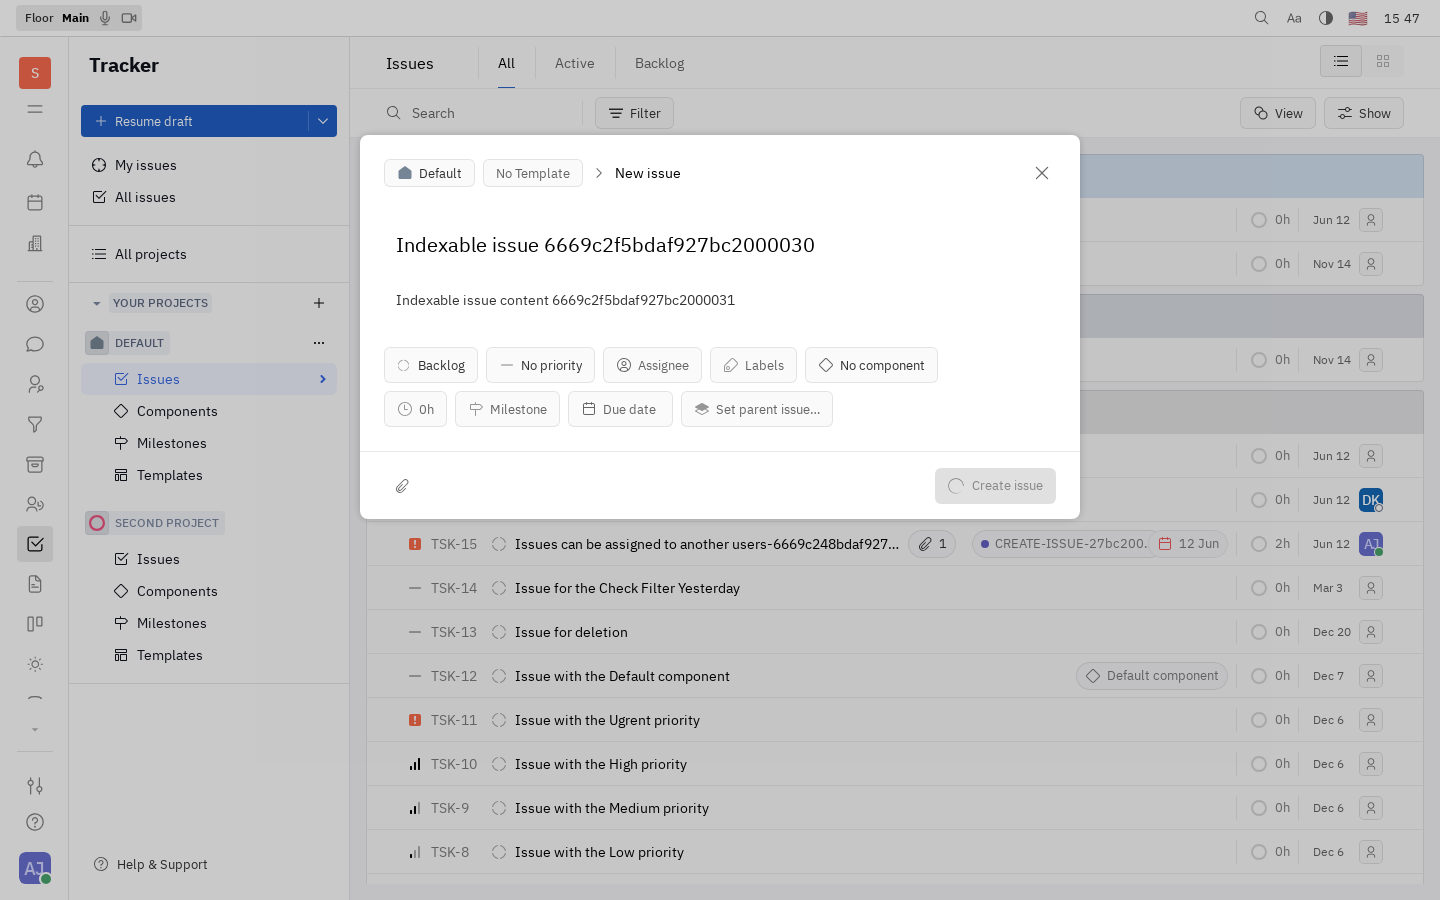 Floor Main
Aa
15 47
S
Tracker
Resume draft
My issues
All issues
All projects
YOUR PROJECTS
DEFAULT
Issues
Components
Milestones
Templates
SECOND PROJECT
Issues
Components
Milestones
Templates
Help & Support
AJ
Issues
All
Active
Backlog
Search
Filter
View
Show
0h Jun 12
0h Nov 14
0h Nov 14
0h Jun 12
0h Jun 12 DK
Default
No Template
New issue
Indexable issue 6669c2f5bdaf927bc2000030
Indexable issue content 6669c2f5bdaf927bc2000031
Backlog
No priority
Assignee
Labels
No component
0h
Milestone
Due date
Set parent issue...
Create issue
TSK-15 Issues can be assigned to another users-6669c248bdaf927... 1 CREATE-ISSUE-27bc200... 12 Jun 2h Jun 12 AJ
TSK-14 Issue for the Check Filter Yesterday 0h Mar 3
TSK-13 Issue for deletion 0h Dec 20
TSK-12 Issue with the Default component Default component 0h Dec 7
TSK-11 Issue with the Ugrent priority 0h Dec 6
TSK-10 Issue with the High priority 0h Dec 6
TSK-9 Issue with the Medium priority 0h Dec 6
TSK-8 Issue with the Low priority 0h Dec 6